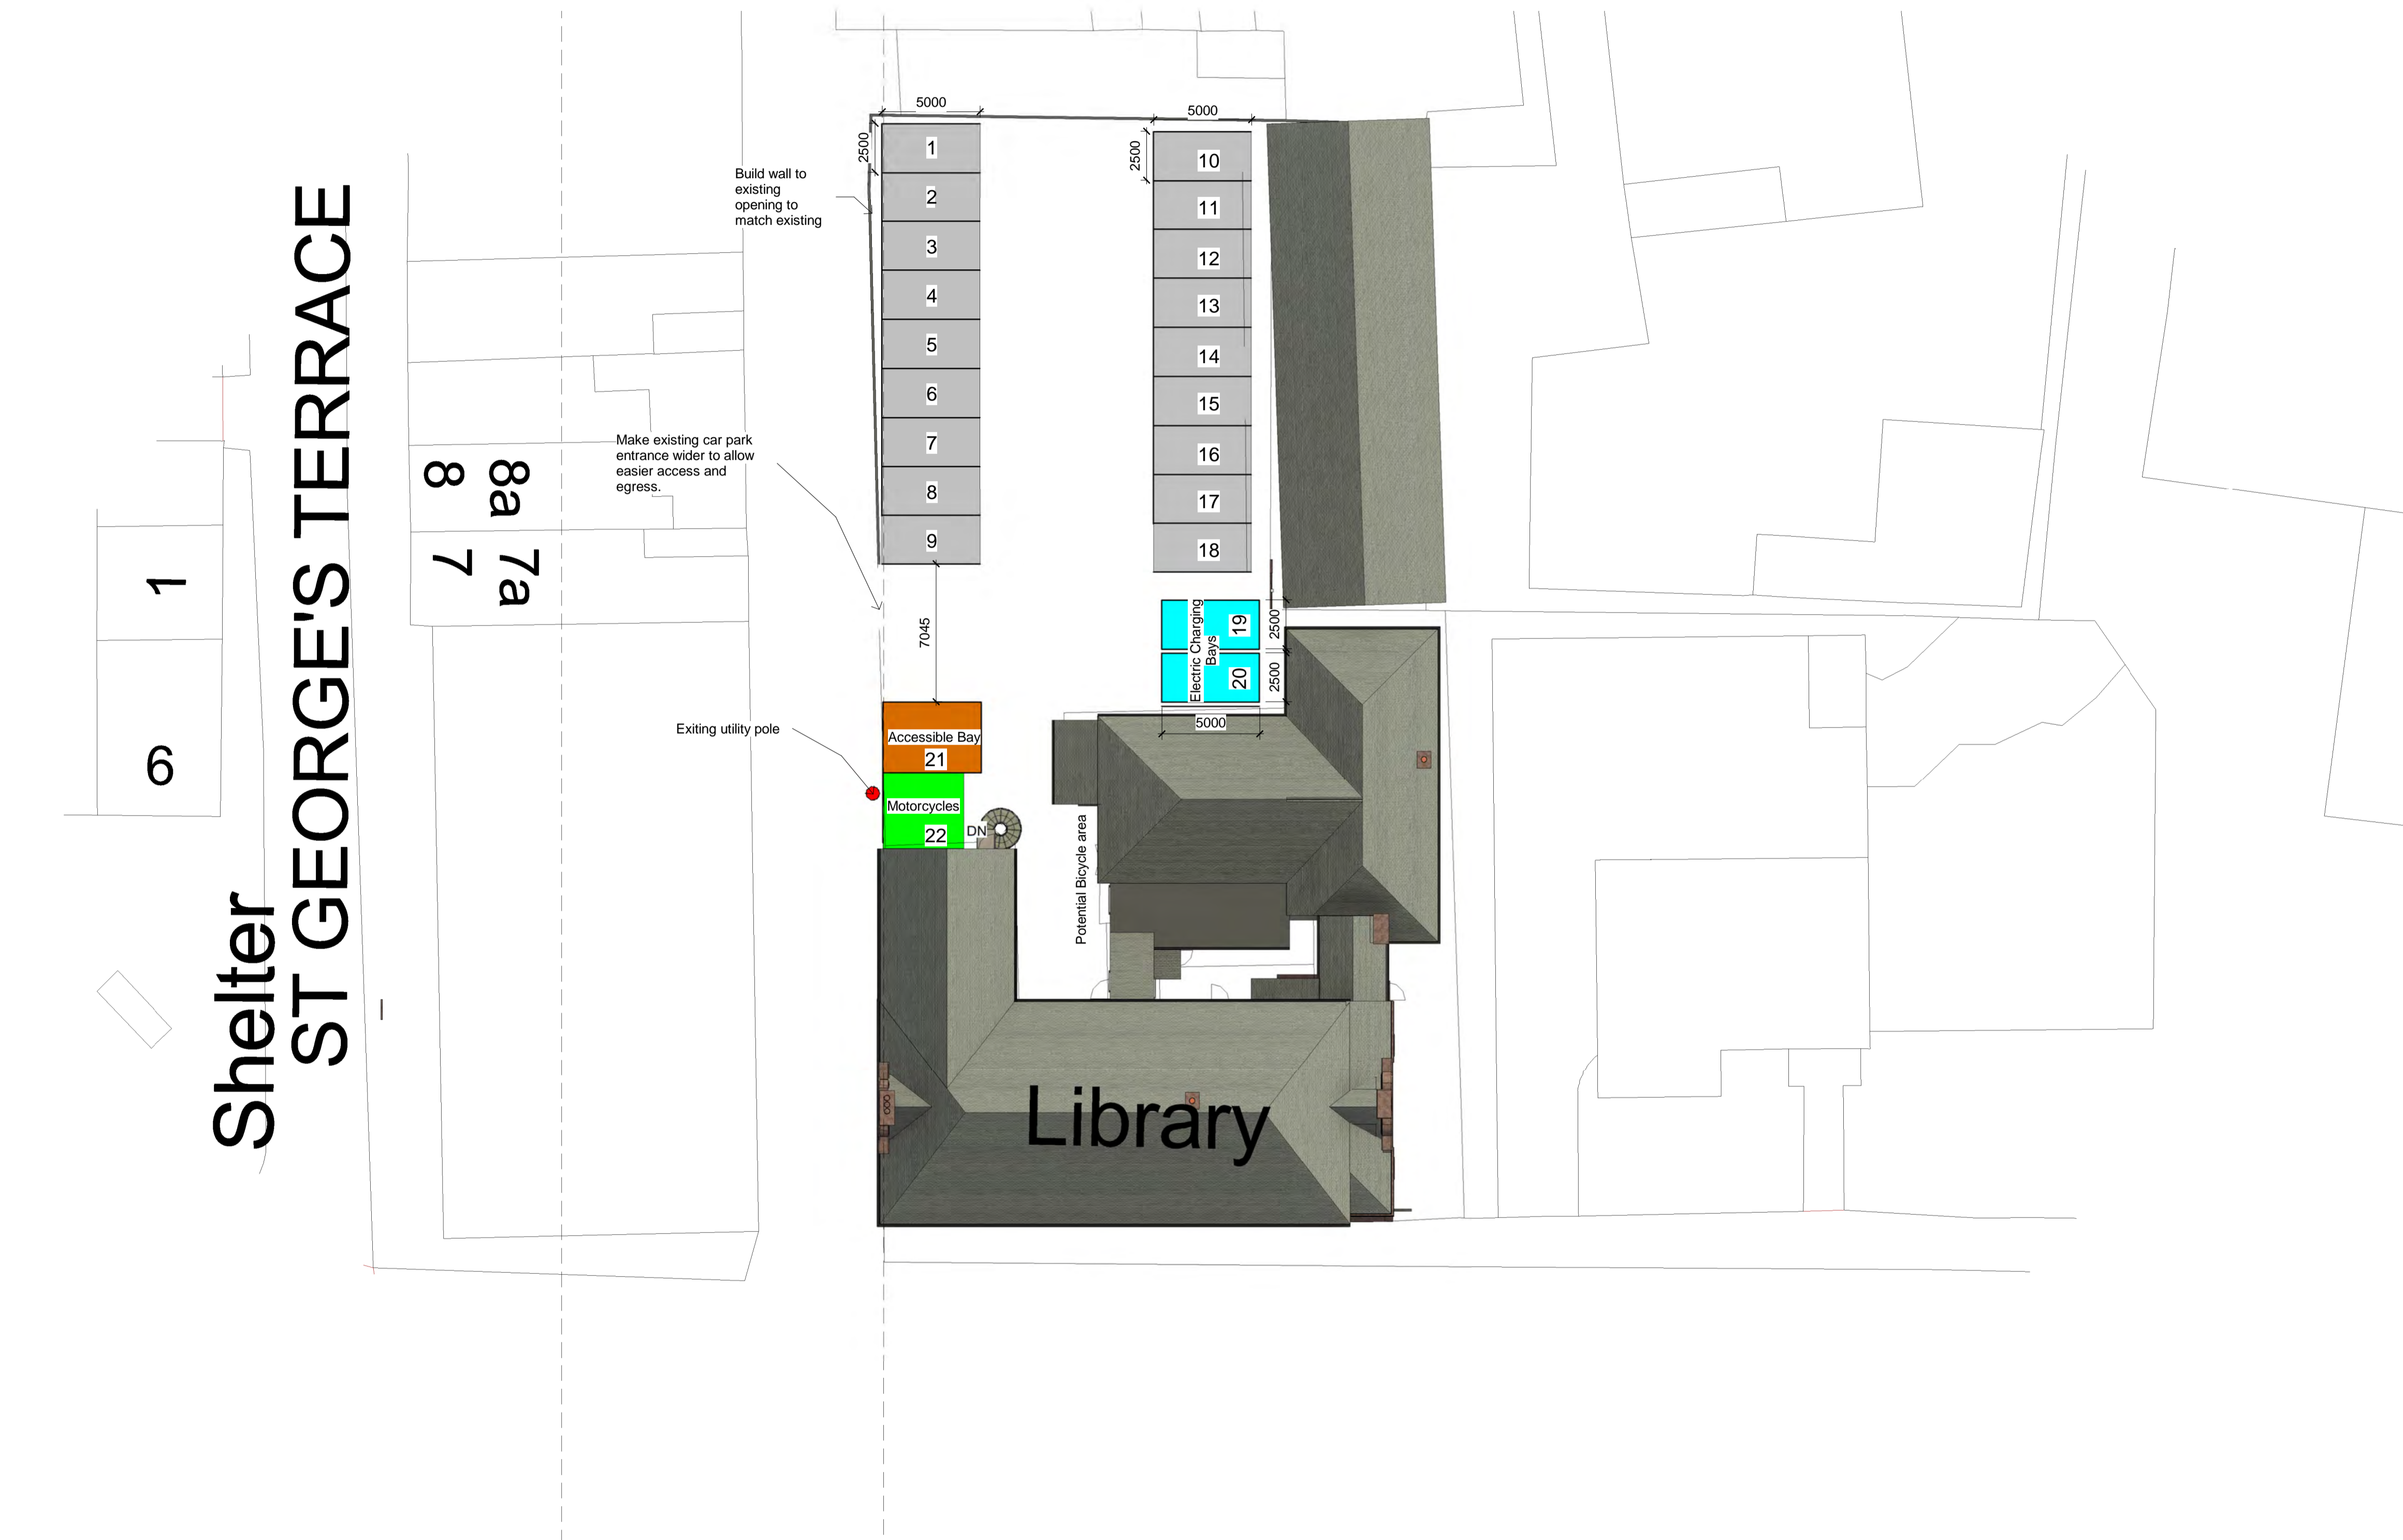 5000
5000
2500
2500
1
2
3
4
5
6
7
8
9
10
11
12
13
14
15
16
17
18
Build wall to
existing
opening to
match existing
Make existing car park
entrance wider to allow
easier access and
egress.
7045
Electric Charging
Bays
19
20
2500
2500
5000
Accessible Bay
21
Motorcycles
22
DN
Exiting utility pole
Potential Bicycle area
Library
ST GEORGE'S TERRACE
Shelter
8
8a
7
7a
1
6